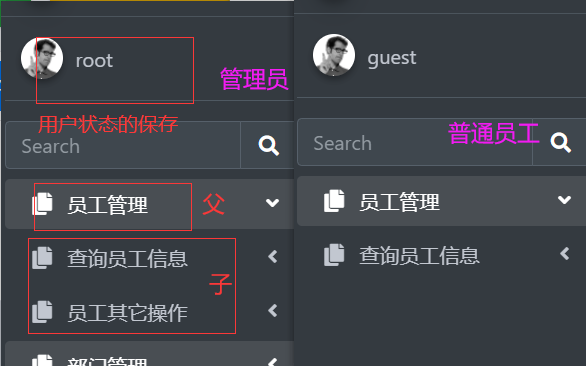 root
管理员
用户状态的保存
Search
员工管理
父
查询员工信息
子
员工其它操作
部门管理
guest
普通员工
Search
员工管理
查询员工信息